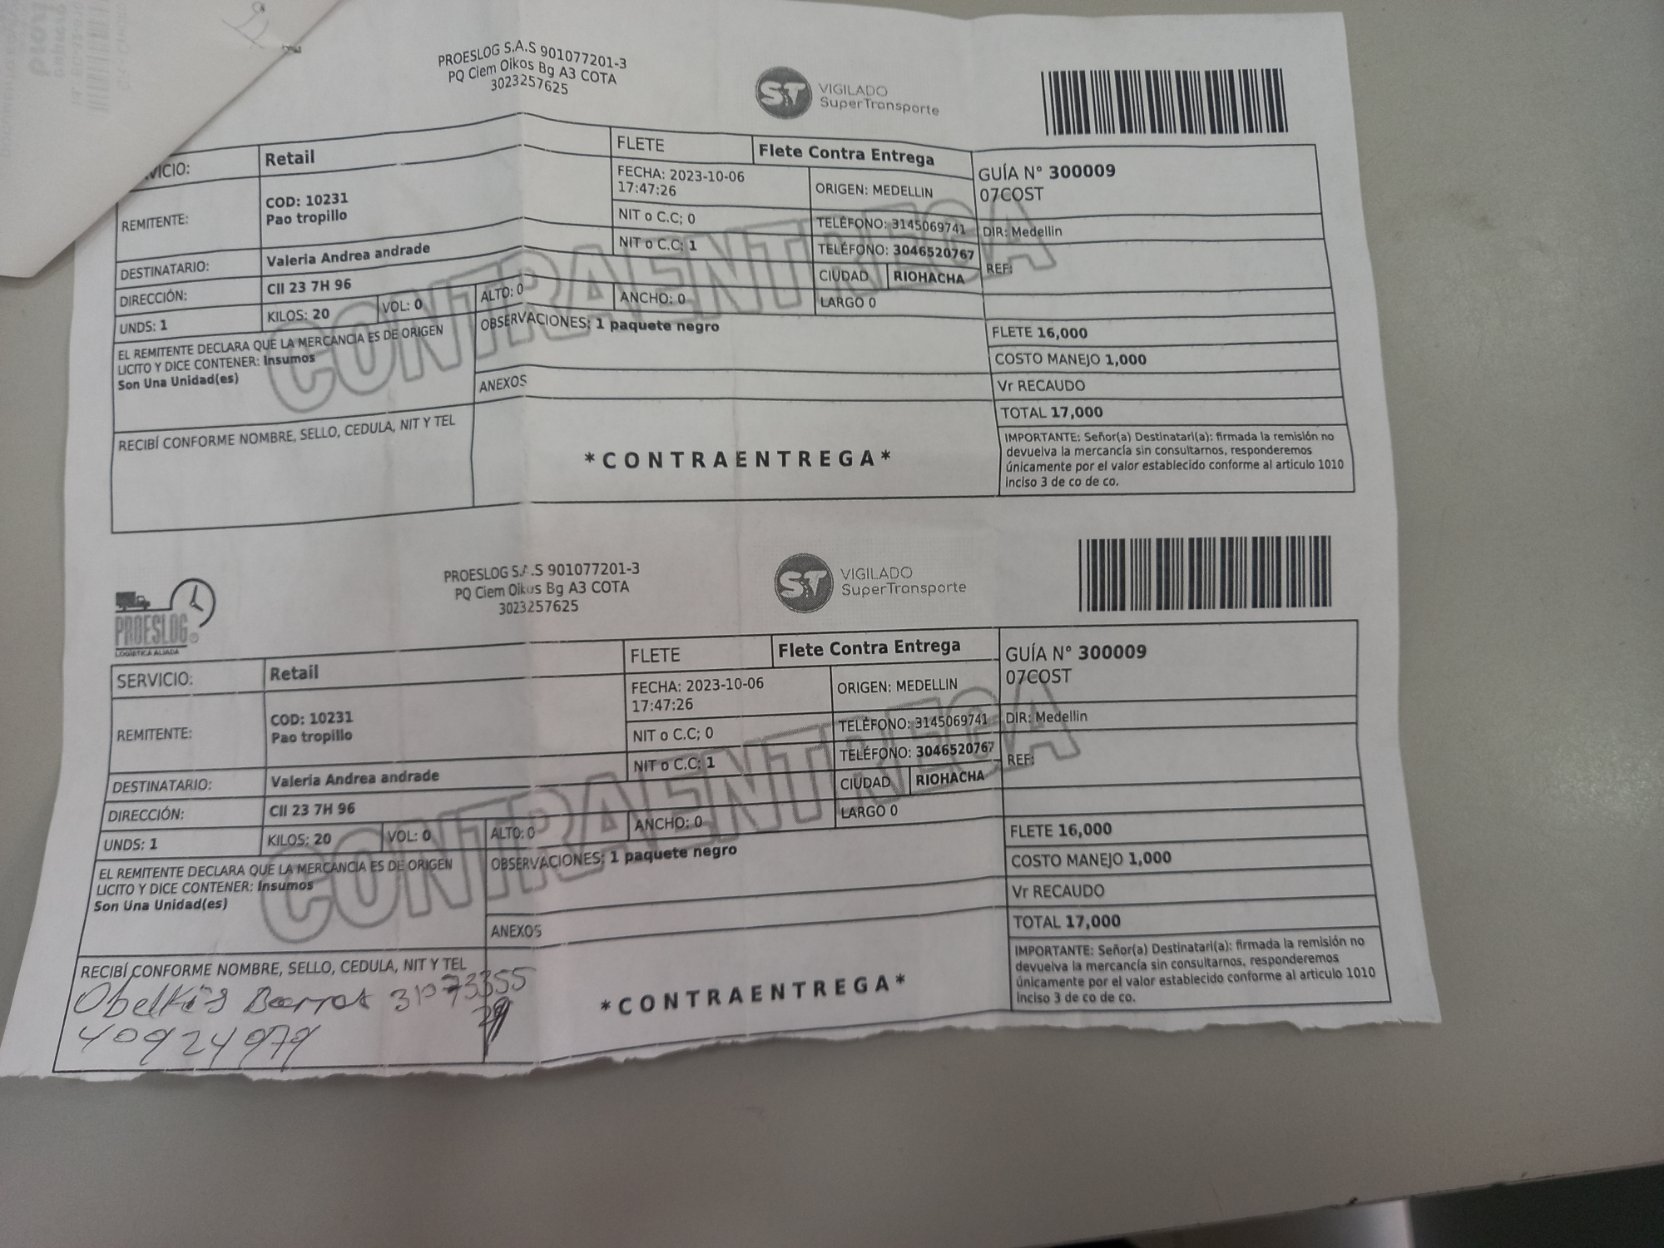 PROESLOG S.A.S 901077201-3
PQ Ciem Oikos Bg A3 COTA
3023257625
ST VIGILADO
SuperTransporte
VICIO: Retail FLETE Flete Contra Entrega
GUÍA N° 300009
07COST
REMITENTE: COD: 10231
Pao tropillo
FECHA: 2023-10-06
17:47:26
ORIGEN: MEDELLIN
NIT o C.C; 0 TELÉFONO: 3145069741 DIR: Medellin
DESTINATARIO: Valeria Andrea andrade NIT o C.C: 1 TELÉFONO: 3046520767 REF:
DIRECCIÓN: Cll 23 7H 96 CIUDAD RIOHACHA
UNDS: 1 KILOS: 20 VOL: 0 ALTO: 0 ANCHO: 0 LARGO 0
EL REMITENTE DECLARA QUE LA MERCANCIA ES DE ORIGEN
LICITO Y DICE CONTENER: Insumos
Son Una Unidad(es)
OBSERVACIONES: 1 paquete negro
FLETE 16,000
COSTO MANEJO 1,000
ANEXOS
Vr RECAUDO
TOTAL 17,000
CONTRAENTREGA
RECIBÍ CONFORME NOMBRE, SELLO, CEDULA, NIT Y TEL
*CONTRAENTREGA*
IMPORTANTE: Señor(a) Destinatari(a): firmada la remisión no
devuelva la mercancía sin consultarnos, responderemos
únicamente por el valor establecido conforme al articulo 1010
inciso 3 de co de co.
PROESLOG
LOGÍSTICA ALIADA
PROESLOG S.A.S 901077201-3
PQ Ciem Oikus Bg A3 COTA
3023257625
ST VIGILADO
SuperTransporte
SERVICIO: Retail FLETE Flete Contra Entrega
GUÍA N° 300009
07COST
REMITENTE: COD: 10231
Pao tropillo
FECHA: 2023-10-06
17:47:26
ORIGEN: MEDELLIN
NIT o C.C; 0 TELÉFONO: 3145069741 DIR: Medellin
DESTINATARIO: Valeria Andrea andrade NIT o C.C: 1 TELÉFONO: 3046520767 REF:
DIRECCIÓN: Cll 23 7H 96 CIUDAD RIOHACHA
UNDS: 1 KILOS: 20 VOL: 0 ALTO: 0 ANCHO: 0 LARGO 0
EL REMITENTE DECLARA QUE LA MERCANCIA ES DE ORIGEN
LICITO Y DICE CONTENER: Insumos
Son Una Unidad(es)
OBSERVACIONES: 1 paquete negro
FLETE 16,000
COSTO MANEJO 1,000
ANEXOS
Vr RECAUDO
TOTAL 17,000
CONTRAENTREGA
RECIBÍ CONFORME NOMBRE, SELLO, CEDULA, NIT Y TEL
Obelkis Barros 31073355
40924979
*CONTRAENTREGA*
IMPORTANTE: Señor(a) Destinatari(a): firmada la remisión no
devuelva la mercancía sin consultarnos, responderemos
únicamente por el valor establecido conforme al articulo 1010
inciso 3 de co de co.